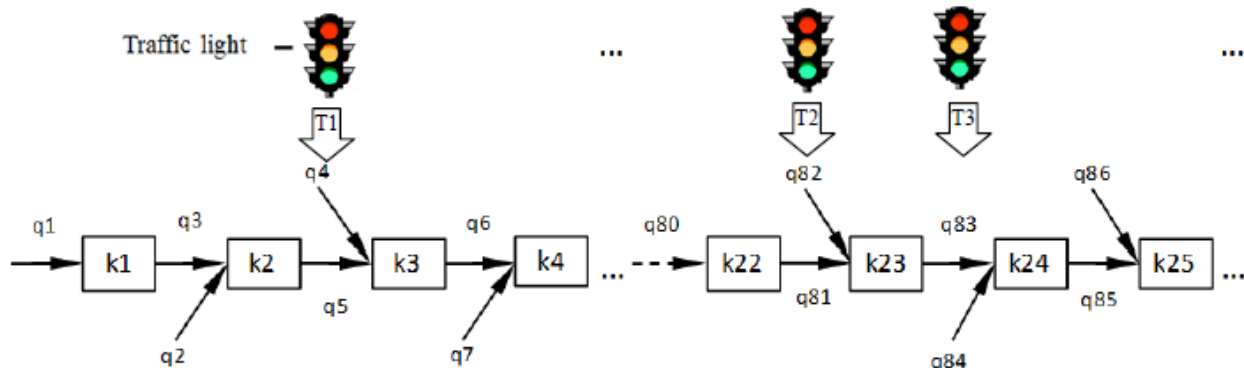 Traffic light
...
...
T1
T2
T3
q4
q82
q86
q1
q3
q6
q80
q83
k1
k2
k3
k4
...
k22
k23
k24
k25
...
q5
q81
q85
q2
q7
q84